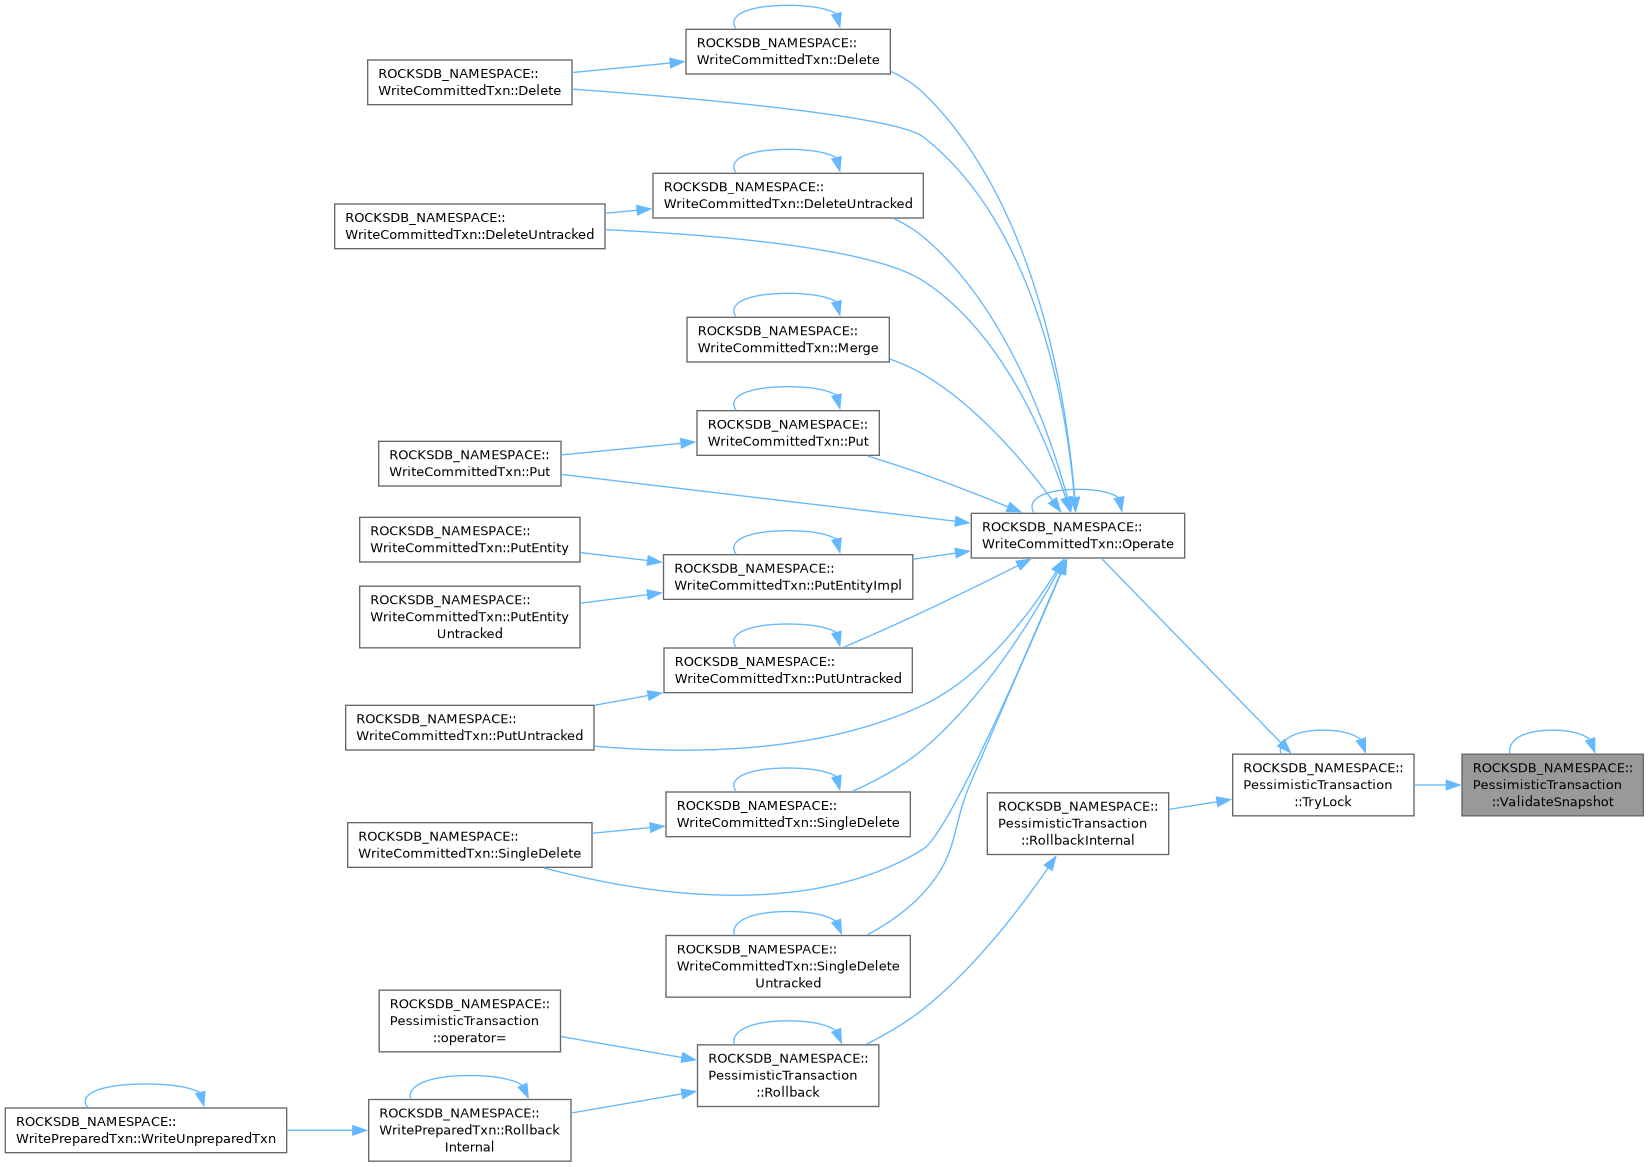 ROCKSDB_NAMESPACE::
WriteCommittedTxn::Delete
ROCKSDB_NAMESPACE::
WriteCommittedTxn::Delete
ROCKSDB_NAMESPACE::
WriteCommittedTxn::DeleteUntracked
ROCKSDB_NAMESPACE::
WriteCommittedTxn::DeleteUntracked
ROCKSDB_NAMESPACE::
WriteCommittedTxn::Merge
ROCKSDB_NAMESPACE::
WriteCommittedTxn::Put
ROCKSDB_NAMESPACE::
WriteCommittedTxn::Put
ROCKSDB_NAMESPACE::
WriteCommittedTxn::PutEntity
ROCKSDB_NAMESPACE::
WriteCommittedTxn::Operate
ROCKSDB_NAMESPACE::
WriteCommittedTxn::PutEntityImpl
ROCKSDB_NAMESPACE::
WriteCommittedTxn::PutEntity
Untracked
ROCKSDB_NAMESPACE::
WriteCommittedTxn::PutUntracked
ROCKSDB_NAMESPACE::
WriteCommittedTxn::PutUntracked
ROCKSDB_NAMESPACE::
PessimisticTransaction
::TryLock
ROCKSDB_NAMESPACE::
PessimisticTransaction
::ValidateSnapshot
ROCKSDB_NAMESPACE::
WriteCommittedTxn::SingleDelete
ROCKSDB_NAMESPACE::
PessimisticTransaction
::RollbackInternal
ROCKSDB_NAMESPACE::
WriteCommittedTxn::SingleDelete
ROCKSDB_NAMESPACE::
WriteCommittedTxn::SingleDelete
Untracked
ROCKSDB_NAMESPACE::
PessimisticTransaction
::operator=
ROCKSDB_NAMESPACE::
PessimisticTransaction
::Rollback
ROCKSDB_NAMESPACE::
WritePreparedTxn::Rollback
Internal
ROCKSDB_NAMESPACE::
WritePreparedTxn::WriteUnpreparedTxn